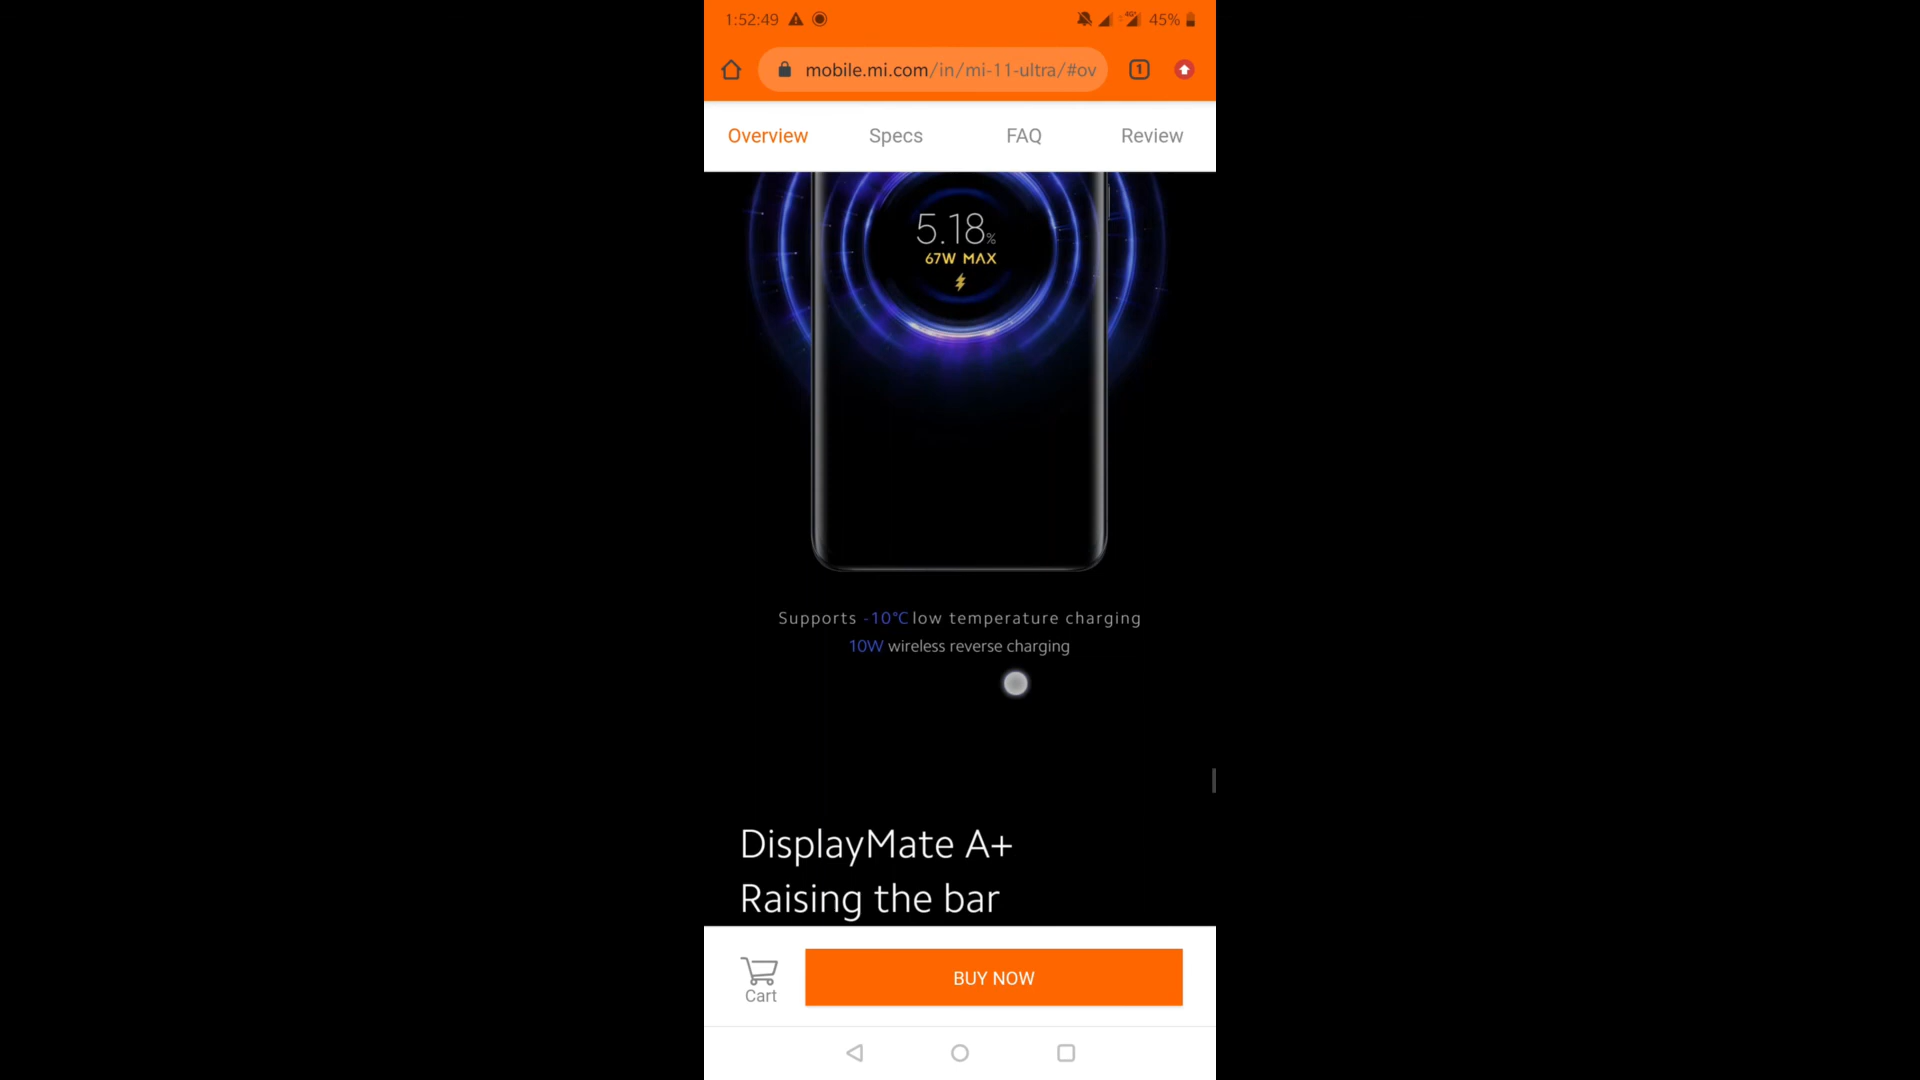 1:52:49 4G+ 45%
mobile.mi.com/in/mi-11-ultra/#ov 1
Overview Specs FAQ Review
5.18%
67W MAX
Supports -10°C low temperature charging
10W wireless reverse charging
DisplayMate A+
Raising the bar
Cart BUY NOW